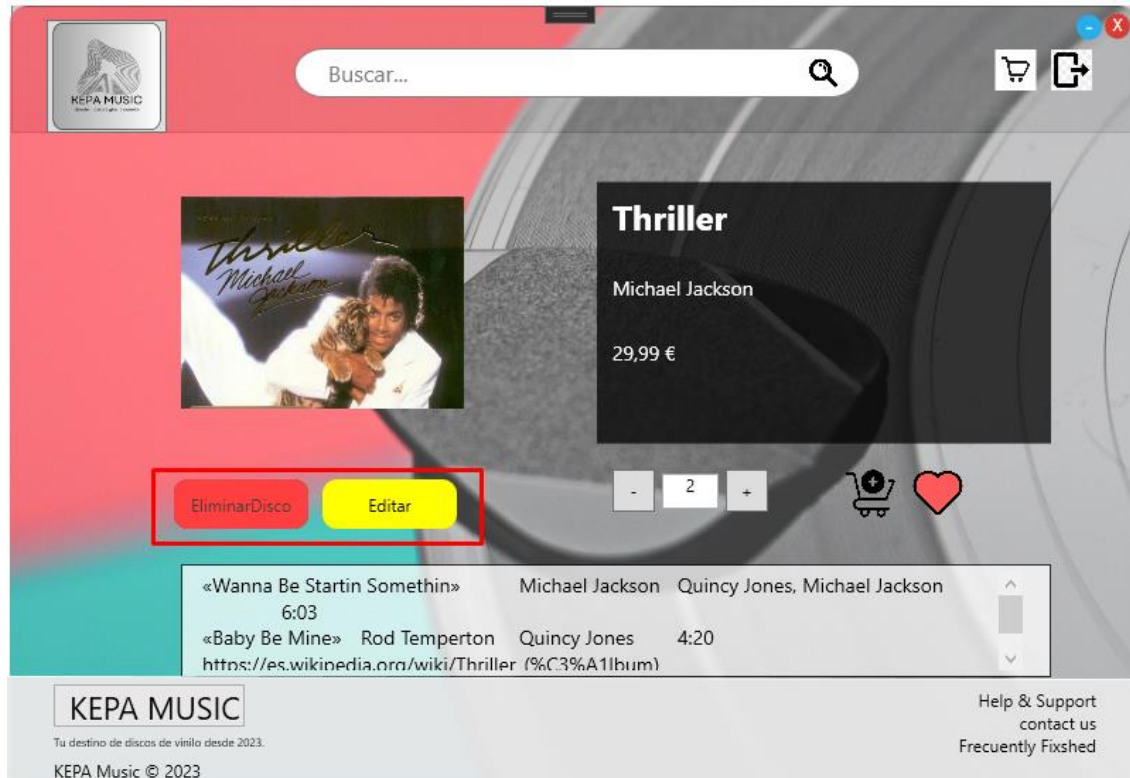 - X
KEPA MUSIC
Buscar...
Thriller
Michael
Jackson
Thriller
Michael Jackson
29,99 €
EliminarDisco Editar
- 2 +
«Wanna Be Startin Somethin» Michael Jackson Quincy Jones, Michael Jackson
6:03
«Baby Be Mine» Rod Temperton Quincy Jones 4:20
https://es.wikipedia.org/wiki/Thriller_(%C3%A1lbum)
KEPA MUSIC
Tu destino de discos de vinilo desde 2023.
KEPA Music © 2023
Help & Support
contact us
Frecuently Fixshed